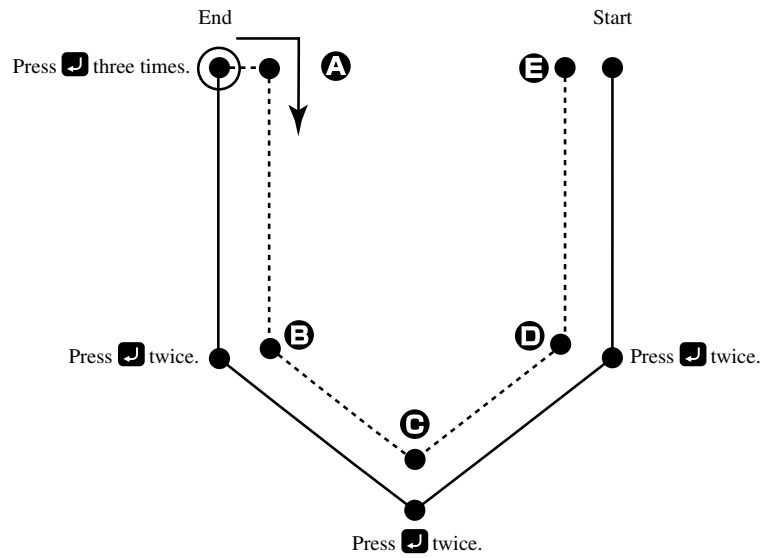 End
Start
Press ↵ three times.
A
E
B
D
Press ↵ twice.
Press ↵ twice.
C
Press ↵ twice.